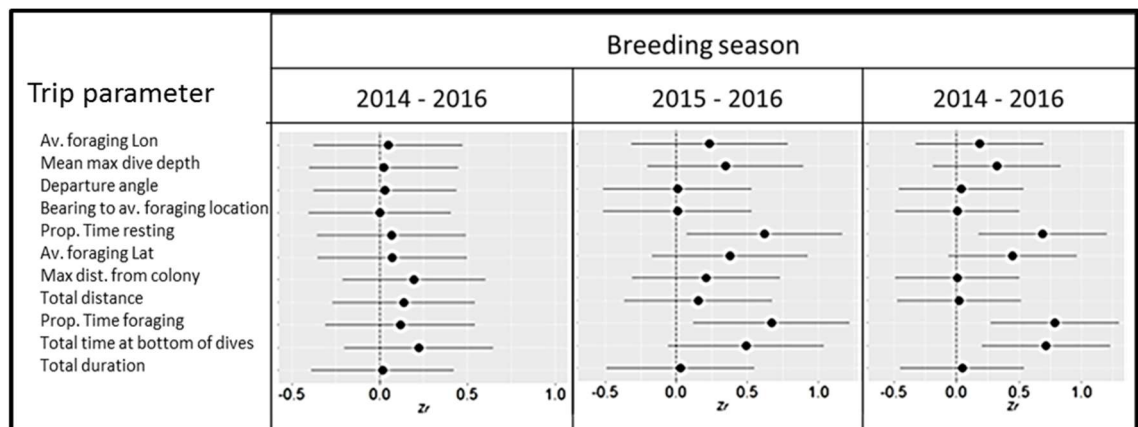 Breeding season
Trip parameter
2014 - 2016
2015 - 2016
2014 - 2016
Av. foraging Lon
Mean max dive depth
Departure angle
Bearing to av. foraging location
Prop. Time resting
Av. foraging Lat
Max dist. from colony
Total distance
Prop. Time foraging
Total time at bottom of dives
Total duration
-0.5 0.0 0.5 1.0
-0.5 0.0 0.5 1.0
-0.5 0.0 0.5 1.0
Zr
Zr
Zr